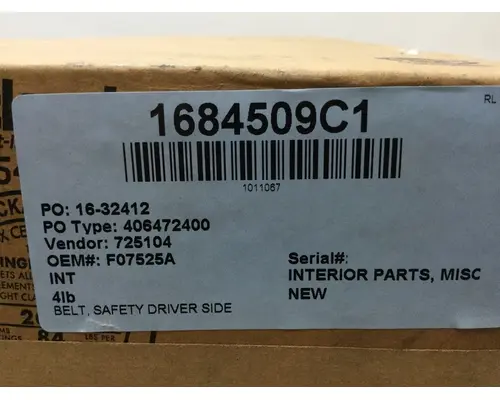 RL
1684509C1
1011067
PO: 16-32412
PO Type: 406472400
Vendor: 725104
OEM#: F07525A
Serial#:
INT
INTERIOR PARTS, MISC
4lb
NEW
BELT, SAFETY DRIVER SIDE
84